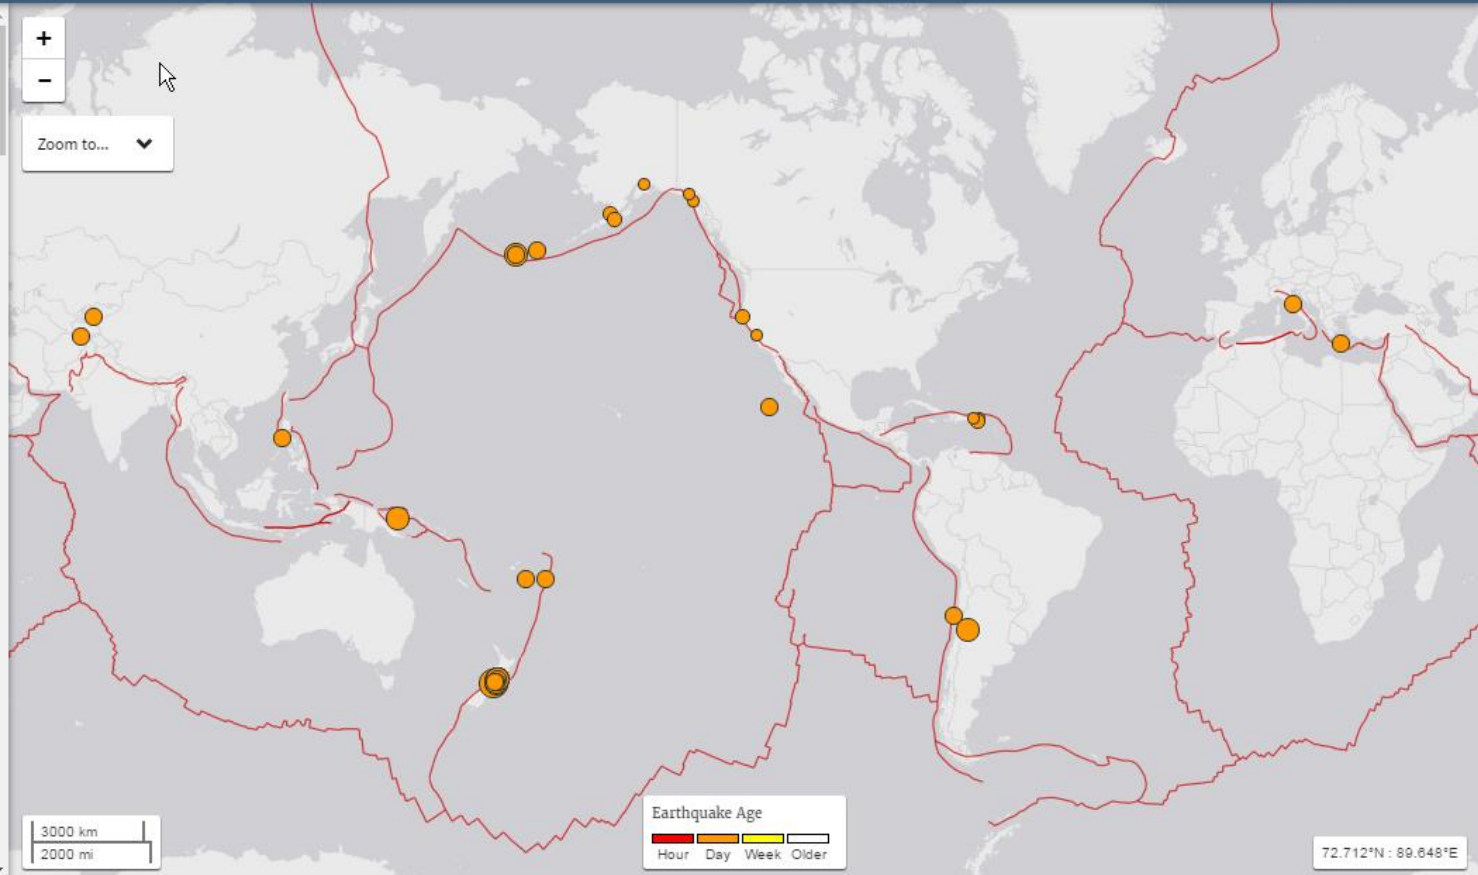 +
−
Zoom to...
3000 km
2000 mi
Earthquake Age
Hour Day Week Older
72.712°N : 89.648°E